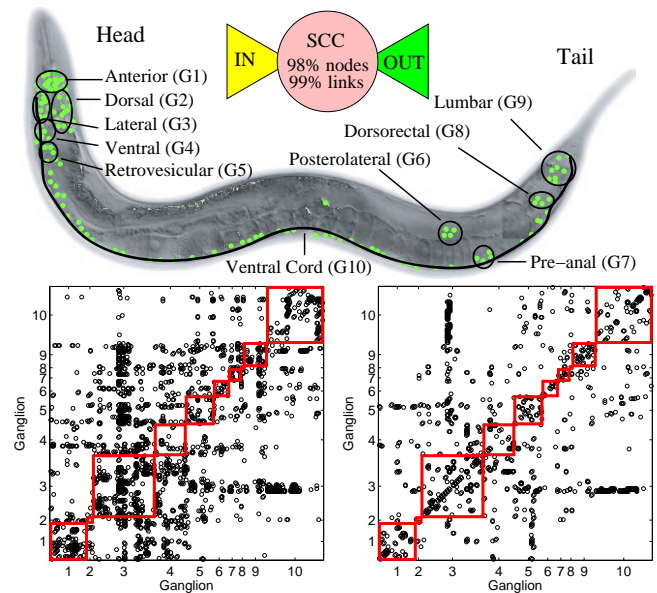 Head
SCC
IN
98% nodes
99% links
OUT
Tail
Anterior (G1)
Dorsal (G2)
Lateral (G3)
Ventral (G4)
Retrovesicular (G5)
Lumbar (G9)
Dorsorectal (G8)
Posterolateral (G6)
Ventral Cord (G10)
Pre−anal (G7)
10
9
8
7
6
5
4
3
2
1
Ganglion
1 2 3 4 5 6 7 8 9 10
Ganglion
10
9
8
7
6
5
4
3
2
1
Ganglion
1 2 3 4 5 6 7 8 9 10
Ganglion